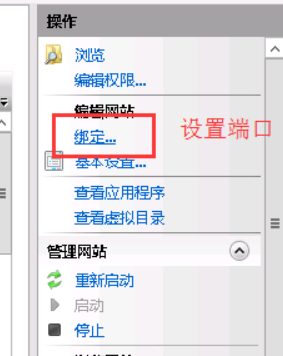 操作
浏览
编辑权限...
编辑网站
绑定...
设置端口
基本设置...
查看应用程序
查看虚拟目录
管理网站
重新启动
启动
停止